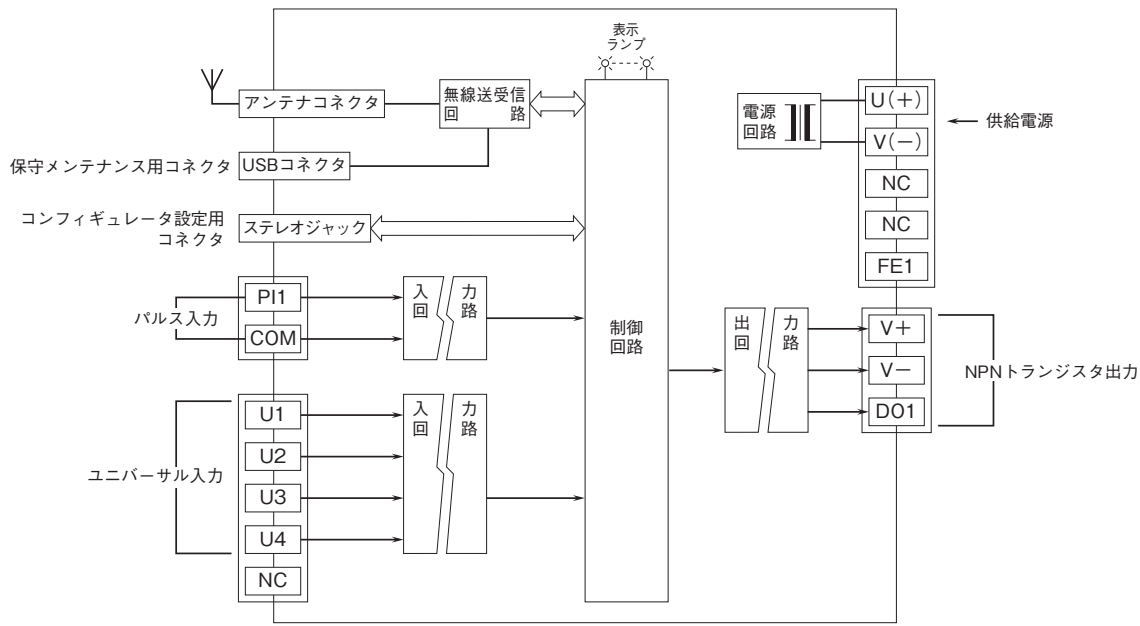 表示
ランプ
アンテナコネクタ
無線送受信
回　　　路
保守メンテナンス用コネクタ
USBコネクタ
コンフィギュレータ設定用
コネクタ
ステレオジャック
電源
回路
U(+)
V(−)
NC
NC
FE1
供給電源
パルス入力
PI1
COM
入　力
回　路
制御
回路
出　力
回　路
V+
V−
DO1
NPNトランジスタ出力
ユニバーサル入力
U1
U2
U3
U4
NC
入　力
回　路